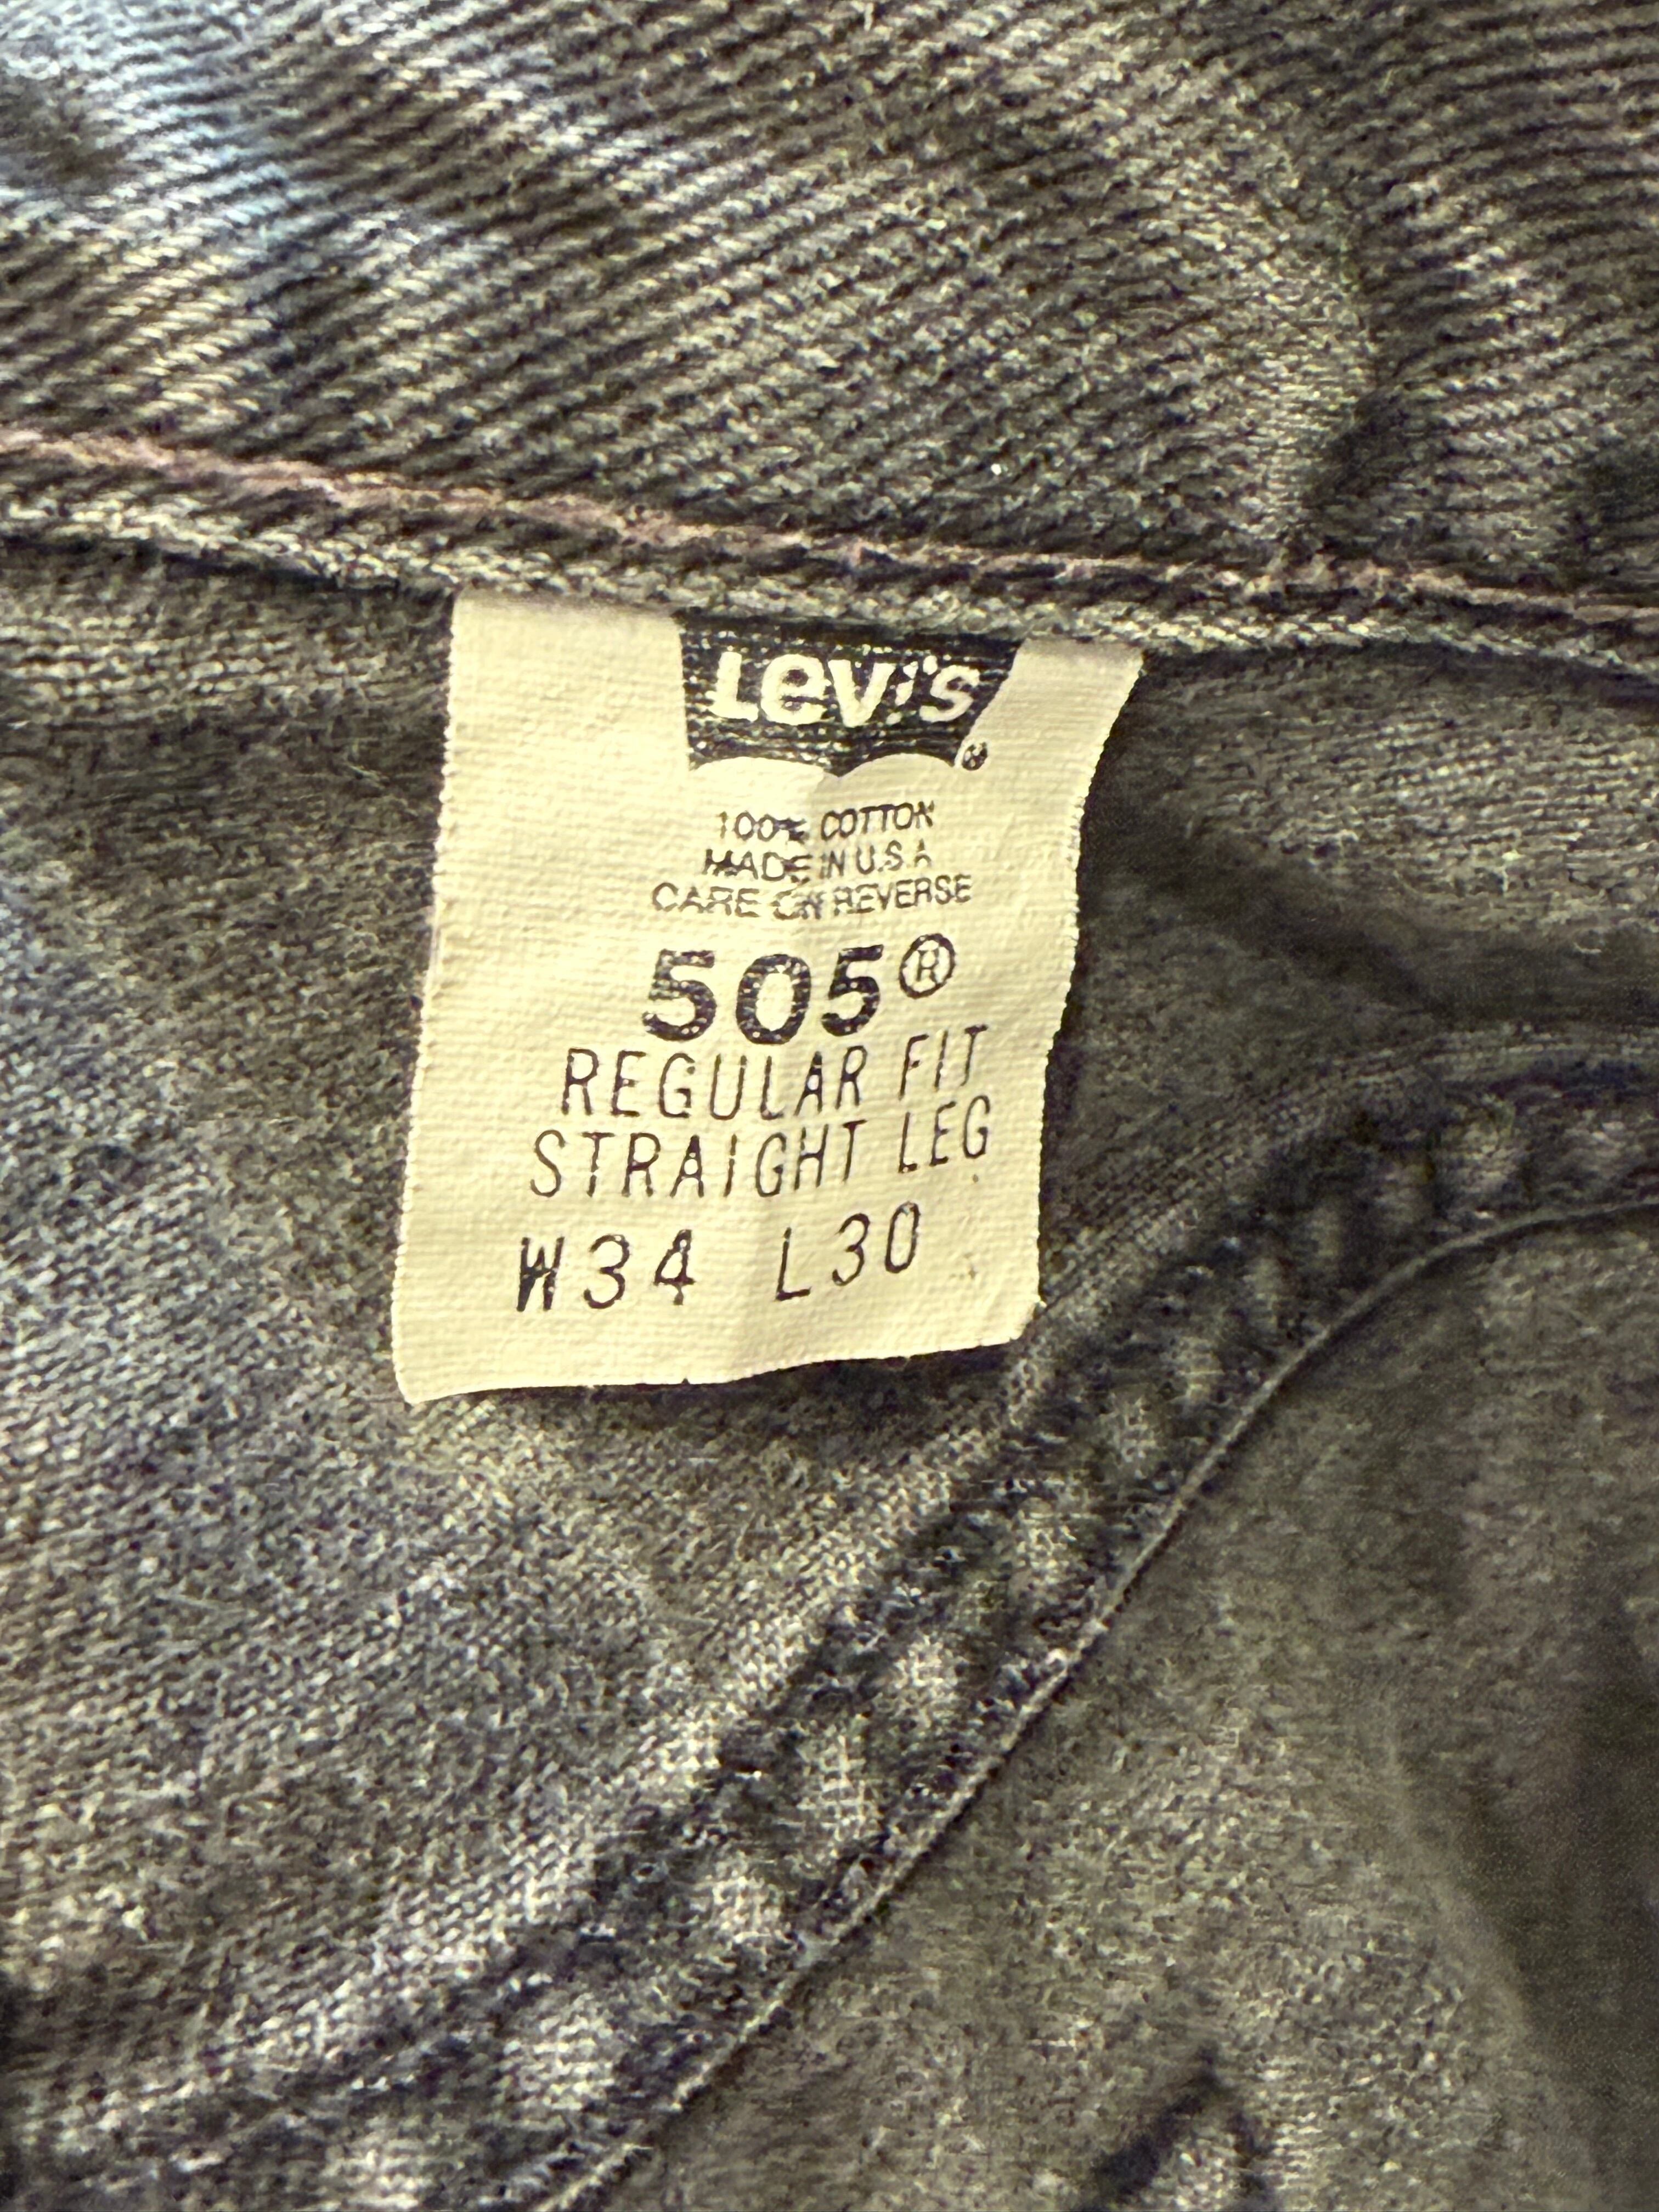 Levi's
®
100% COTTON
MADE IN U.S.A
CARE ON REVERSE
505®
REGULAR FIT
STRAIGHT LEG
W34 L30